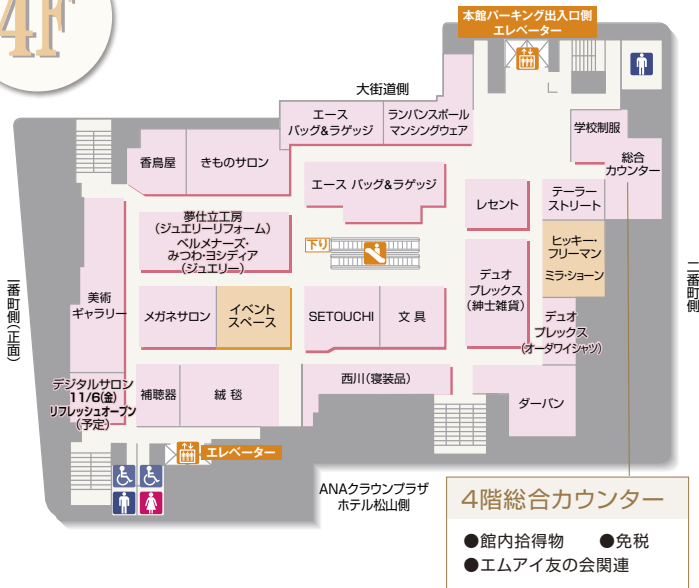 4F
本館パーキング出入口側
エレベーター
大街道側
エース
バッグ&ラゲッジ
ランバンスポール
マンシングウェア
学校制服
総合
カウンター
香鳥屋
きものサロン
エース バッグ&ラゲッジ
レセント
テーラー
ストリート
夢仕立工房
(ジュエリーリフォーム)
ベルメナーズ・
みつわ・ヨシディア
(ジュエリー)
下り
ヒッキー・
フリーマン
ミラ・ショーン
デュオ
プレックス
(紳士雑貨)
一番町側(正面)
二番町側
美術
ギャラリー
メガネサロン
イベント
スペース
SETOUCHI
文 具
デュオ
プレックス
(オーダワイシャツ)
デジタルサロン
11/6(金)
リフレッシュオープン
(予定)
補聴器
絨 毯
西川(寝装品)
ダーバン
エレベーター
ANAクラウンプラザ
ホテル松山側
4階総合カウンター
●館内拾得物 ●免税
●エムアイ友の会関連